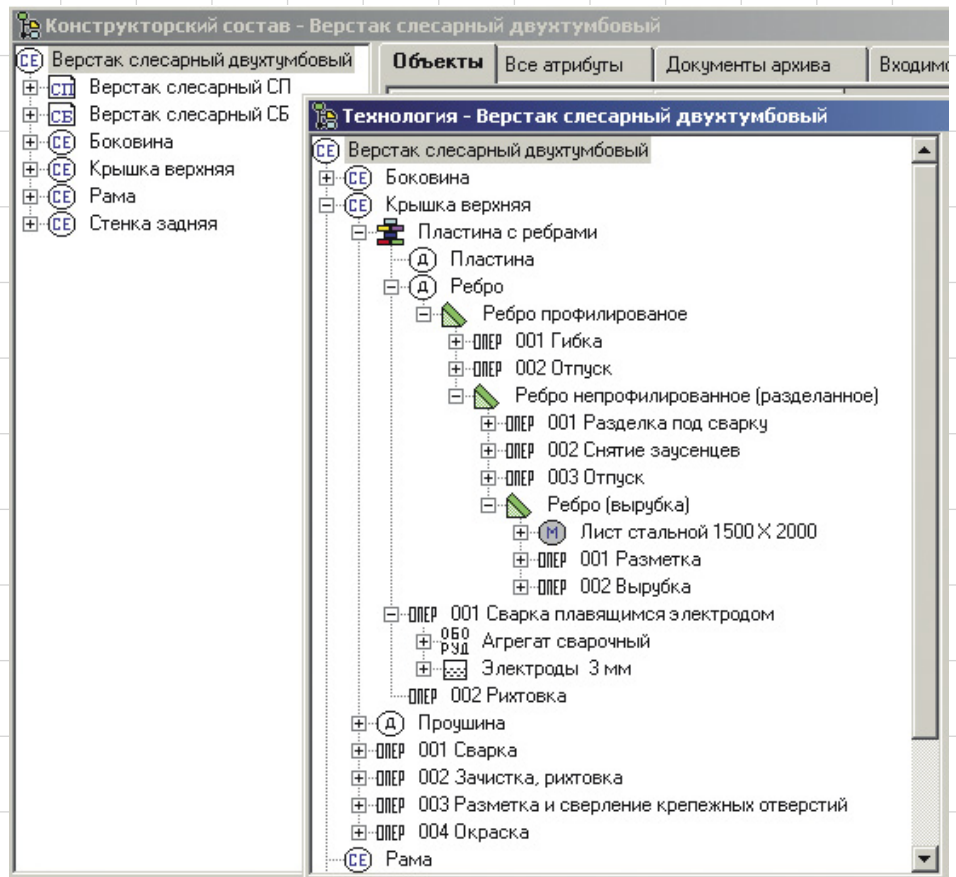 Конструкторский состав - Верстак слесарный двухтумбовый
СЕ Верстак слесарный двухтумбовый
СП Верстак слесарный СП
СБ Верстак слесарный СБ
СЕ Боковина
СЕ Крышка верхняя
СЕ Рама
СЕ Стенка задняя
Объекты Все атрибуты Документы архива
Технология - Верстак слесарный двухтумбовый
СЕ Верстак слесарный двухтумбовый
СЕ Боковина
СЕ Крышка верхняя
Пластина с ребрами
Д Пластина
Д Ребро
Ребро профилированое
ОПЕР 001 Гибка
ОПЕР 002 Отпуск
Ребро непрофилированное (разделанное)
ОПЕР 001 Разделка под сварку
ОПЕР 002 Снятие заусенцев
ОПЕР 003 Отпуск
Ребро (вырубка)
М Лист стальной 1500 X 2000
ОПЕР 001 Разметка
ОПЕР 002 Вырубка
ОПЕР 001 Сварка плавящимся электродом
ОБО РУД Агрегат сварочный
Электроды 3 мм
ОПЕР 002 Рихтовка
Д Проушина
ОПЕР 001 Сварка
ОПЕР 002 Зачистка, рихтовка
ОПЕР 003 Разметка и сверление крепежных отверстий
ОПЕР 004 Окраска
СЕ Рама